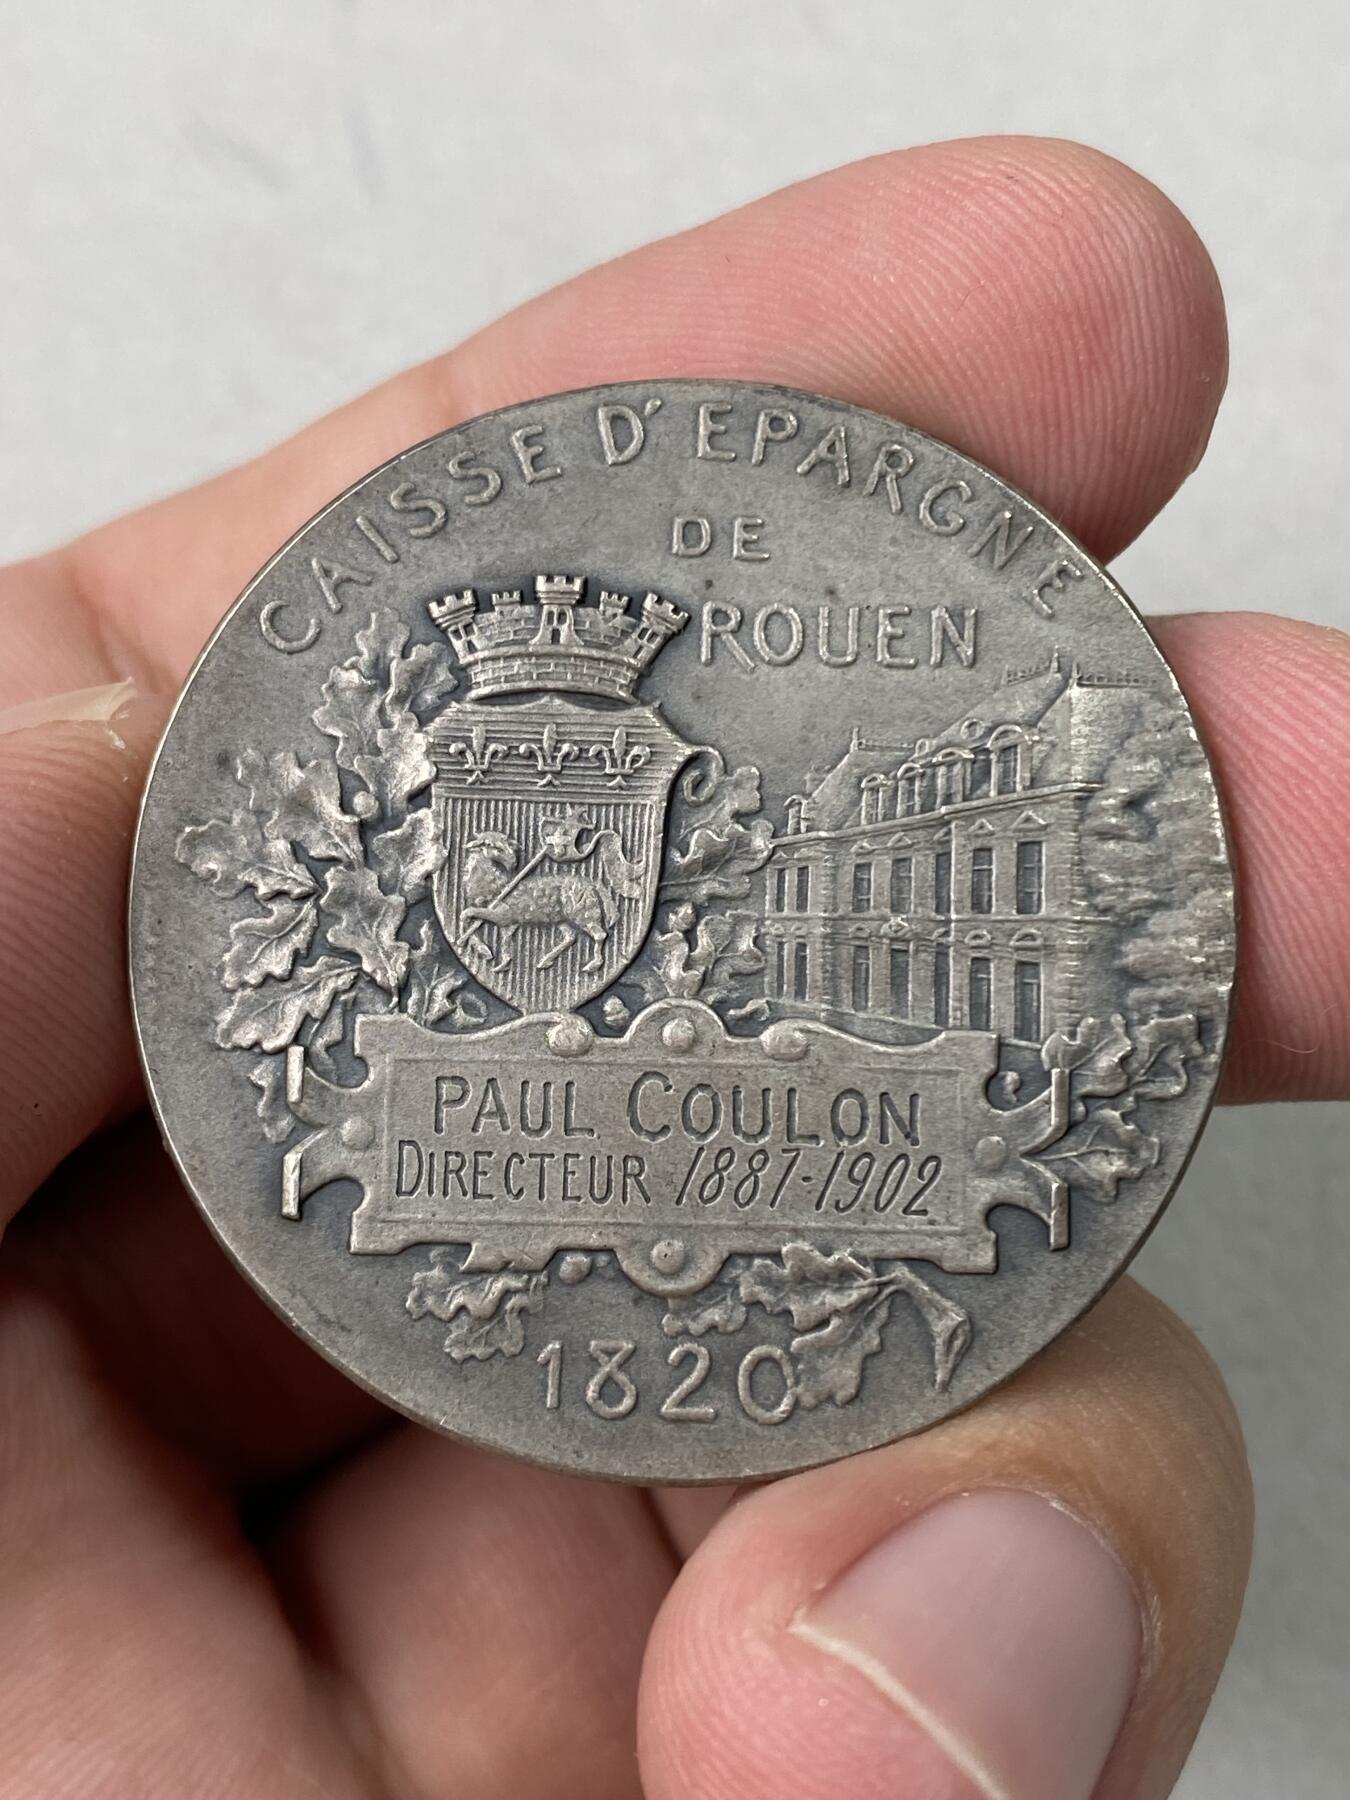 CAISSE D'EPARGNE
DE
ROUEN
PAUL COULON
DIRECTEUR 1887-1902
1820